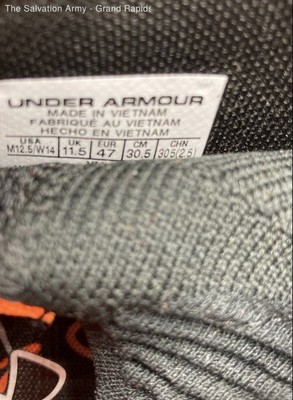 The Salvation Army - Grand Rapids
UNDER ARMOUR
MADE IN VIETNAM
FABRIQUÉ AU VIETNAM
HECHO EN VIETNAM
USA UK EUR CM CHN
M12.5/W14 11.5 47 30.5 305(2.5)